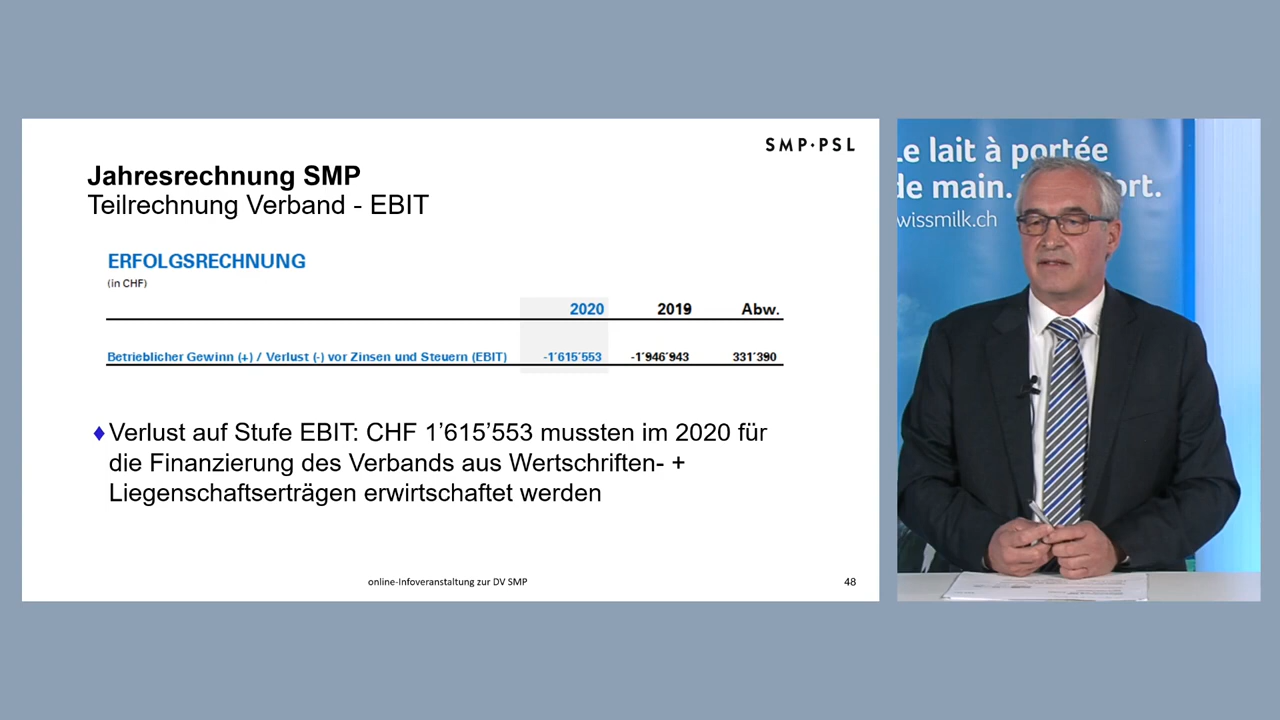 SMP·PSL
Jahresrechnung SMP
Teilrechnung Verband - EBIT
ERFOLGSRECHNUNG
(in CHF)
2020 2019 Abw.
Betrieblicher Gewinn (+) / Verlust (-) vor Zinsen und Steuern (EBIT) -1'615'553 -1'946'943 331'390
♦Verlust auf Stufe EBIT: CHF 1’615’553 mussten im 2020 für
die Finanzierung des Verbands aus Wertschriften- +
Liegenschaftserträgen erwirtschaftet werden
online-Infoveranstaltung zur DV SMP
48
Le lait à portée
de main.
wissmilk.ch